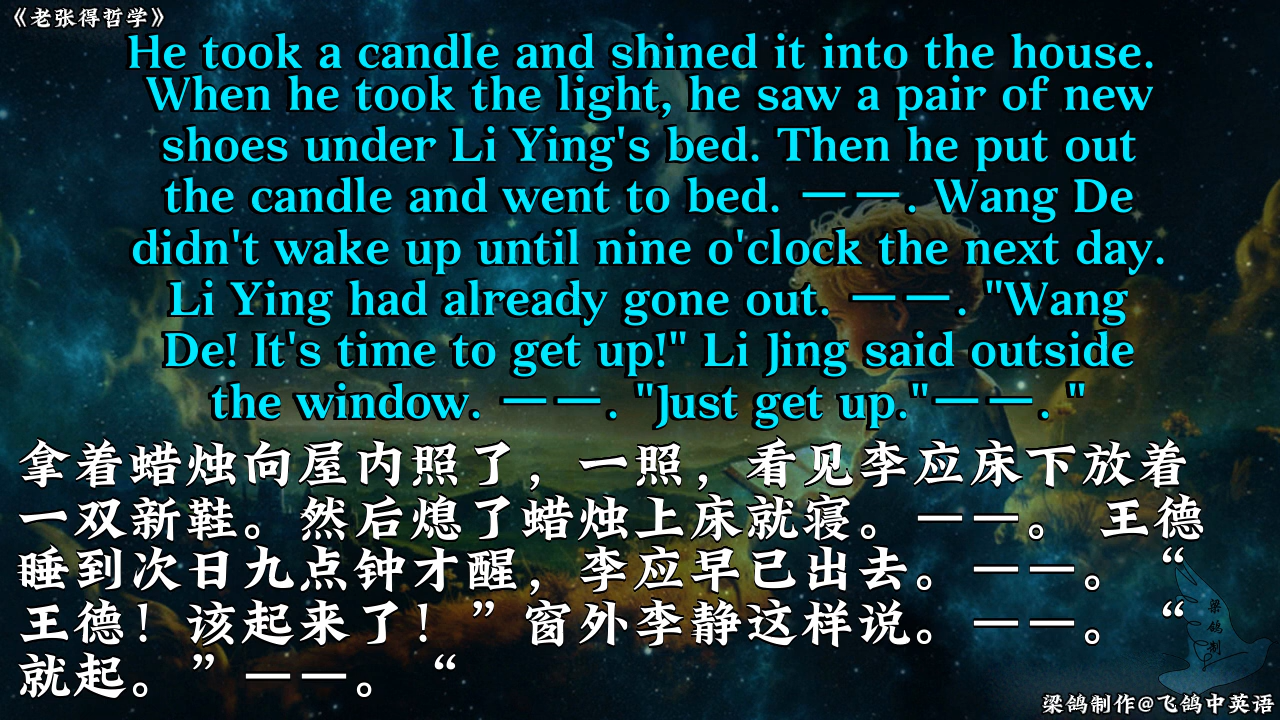 《老张得哲学》
He took a candle and shined it into the house.
When he took the light, he saw a pair of new
shoes under Li Ying's bed. Then he put out
the candle and went to bed. ——. Wang De
didn't wake up until nine o'clock the next day.
Li Ying had already gone out. ——. "Wang
De! It's time to get up!" Li Jing said outside
the window. ——. "Just get up."——. "
拿着蜡烛向屋内照了，一照，看见李应床下放着
一双新鞋。然后熄了蜡烛上床就寝。——。 王德
睡到次日九点钟才醒，李应早已出去。——。 “
王德！该起来了！”窗外李静这样说。——。 “
就起。”——。 “
梁
鸽
制
梁鸽制作@飞鸽中英语